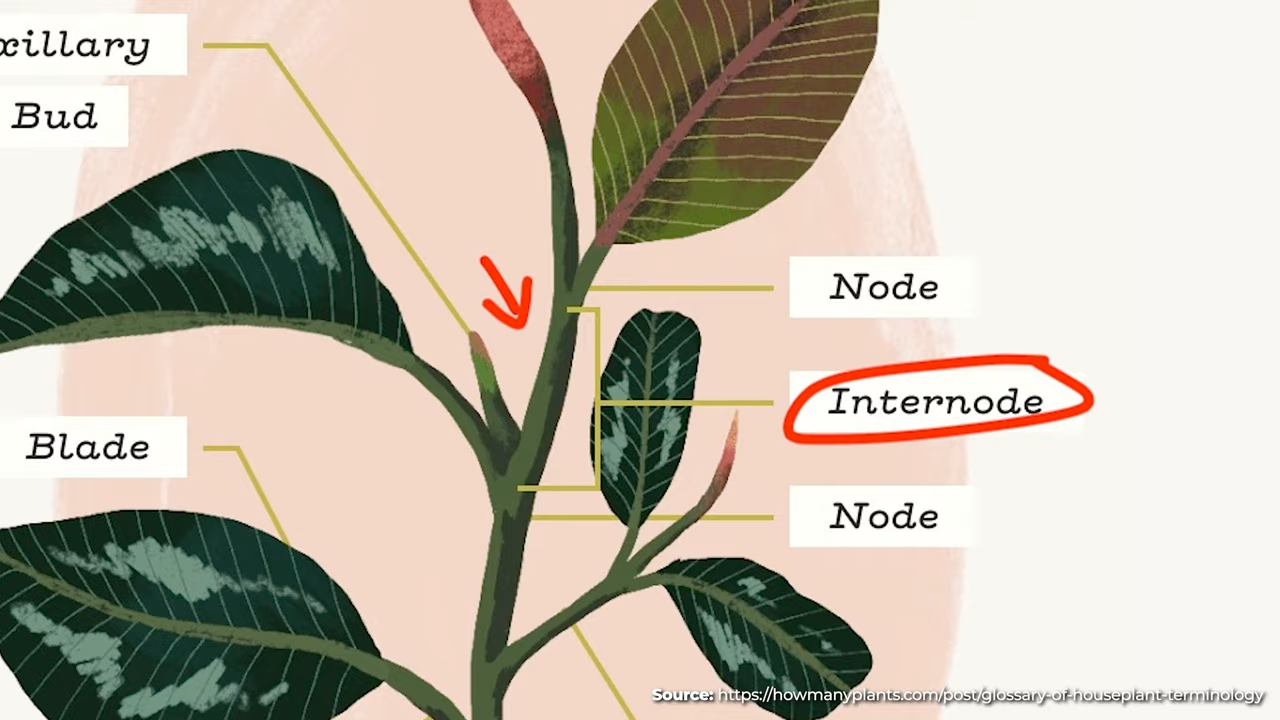 xillary
Bud
Node
Internode
Blade
Node
Source: https://howmanyplants.com/post/glossary-of-houseplant-terminology